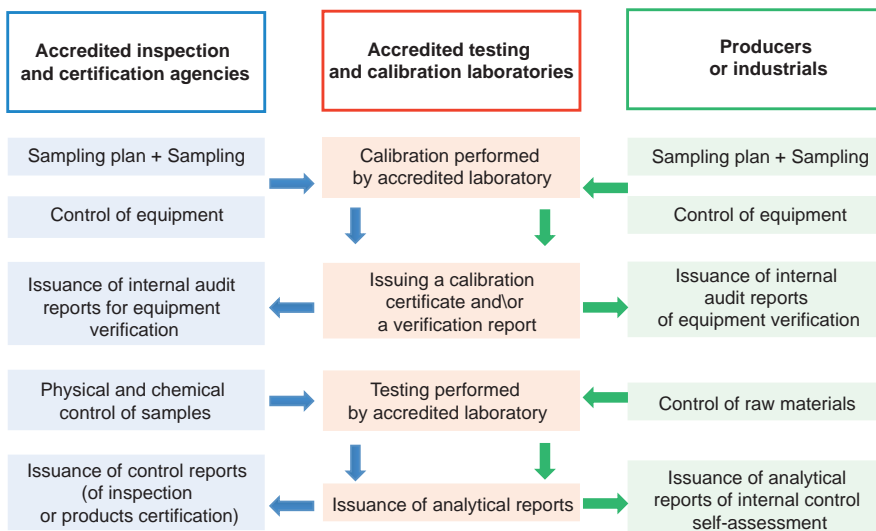 Accredited inspection
and certification agencies
Accredited testing
and calibration laboratories
Producers
or industrials
Sampling plan + Sampling
Calibration performed
by accredited laboratory
Sampling plan + Sampling
Control of equipment
Control of equipment
Issuance of internal audit
reports for equipment
verification
Issuing a calibration
certificate and\or
a verification report
Issuance of internal
audit reports
of equipment verification
Physical and chemical
control of samples
Testing performed
by accredited laboratory
Control of raw materials
Issuance of control reports
(of inspection
or products certification)
Issuance of analytical reports
Issuance of analytical
reports of internal control
self-assessment